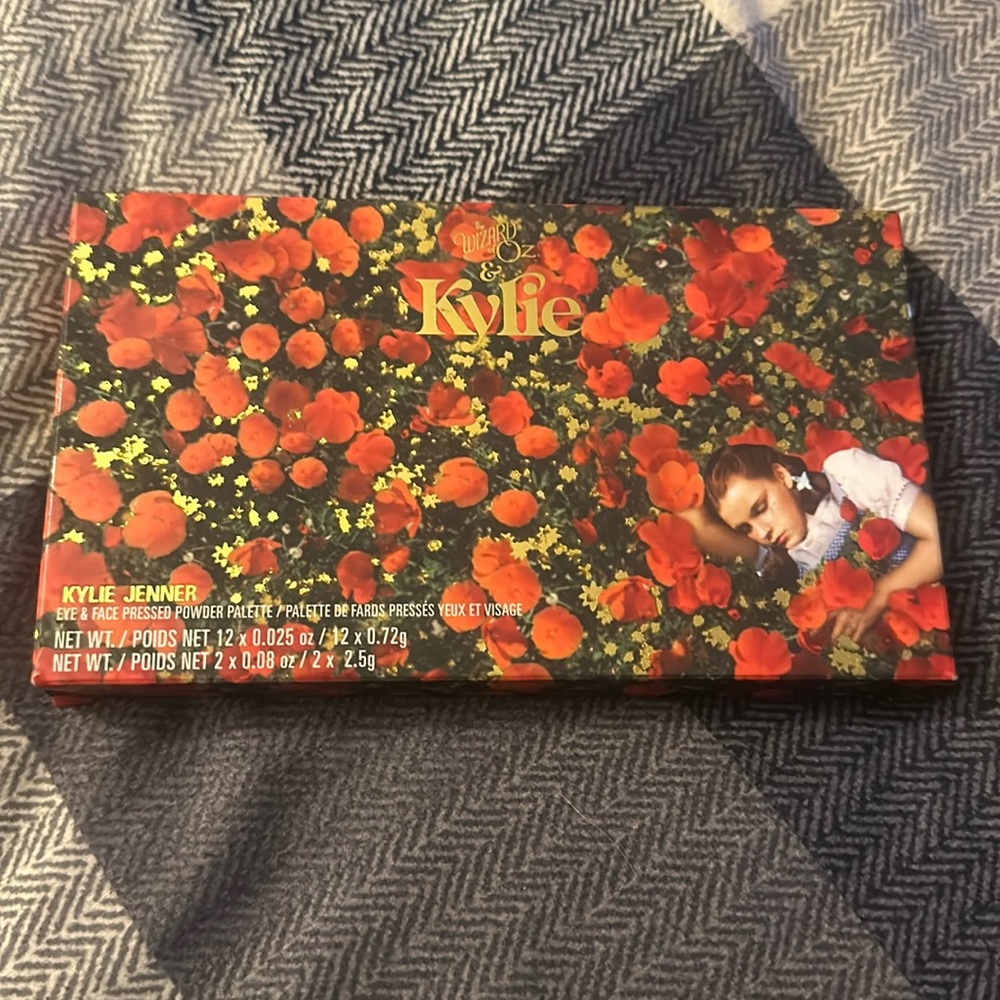 The
WIZARD
of OZ
&
Kylie
KYLIE JENNER
EYE & FACE PRESSED POWDER PALETTE / PALETTE DE FARDS PRESSÉS YEUX ET VISAGE
NET WT. / POIDS NET 12 x 0.025 oz / 12 x 0.72g
NET WT. / POIDS NET 2 x 0.08 oz / 2 x 2.5g